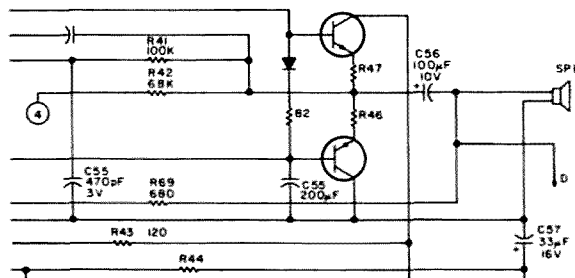 R41
100K
R42
68K
4
R47
C56
100µF
10V
+
SP1
82
R46
C55
470pF
3V
R69
680
C55
200µF
D
R43 120
R44
C57
33µF
16V
+